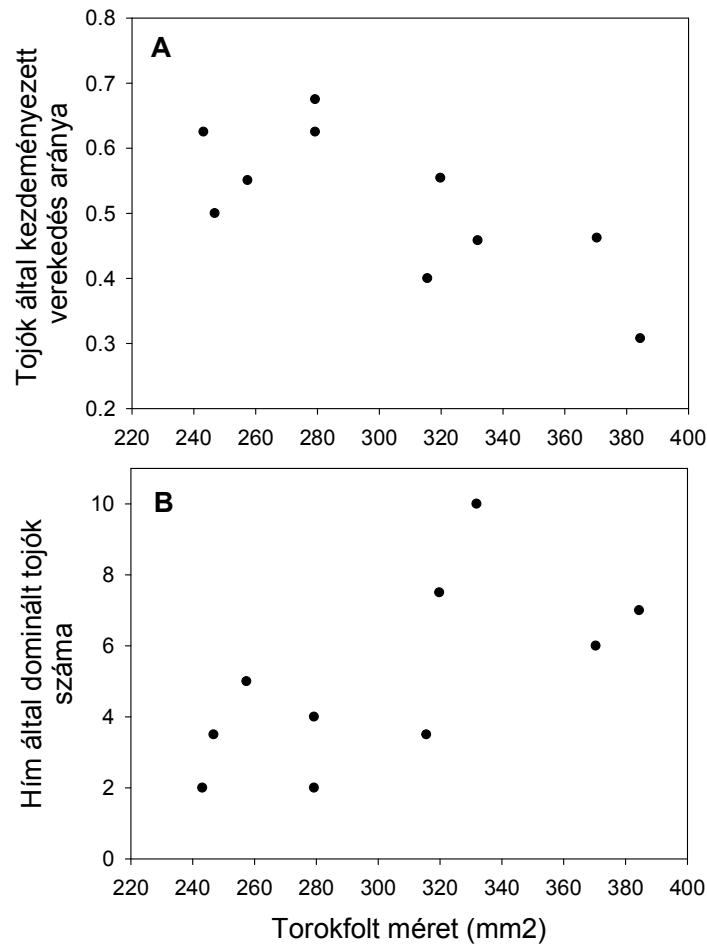 A
Tojók által kezdeményezett
verekedés aránya
0.8
0.7
0.6
0.5
0.4
0.3
0.2
220 240 260 280 300 320 340 360 380 400
B
Hím által dominált tojók
száma
10
8
6
4
2
0
220 240 260 280 300 320 340 360 380 400
Torokfolt méret (mm2)